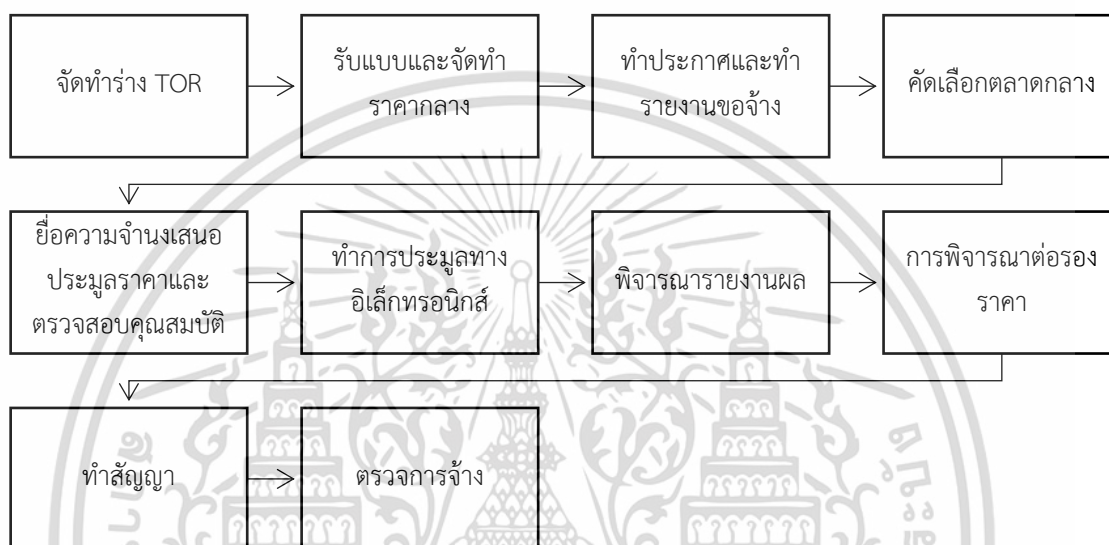 จัดทำร่าง TOR
รับแบบและจัดทำ
ราคากลาง
ทำประกาศและทำ
รายงานขอจ้าง
คัดเลือกตลาดกลาง
ยื่อความจำนงเสนอ
ประมูลราคาและ
ตรวจสอบคุณสมบัติ
ทำการประมูลทาง
อิเล็กทรอนิกส์
พิจารณารายงานผล
การพิจารณาต่อรอง
ราคา
ทำสัญญา
ตรวจการจ้าง